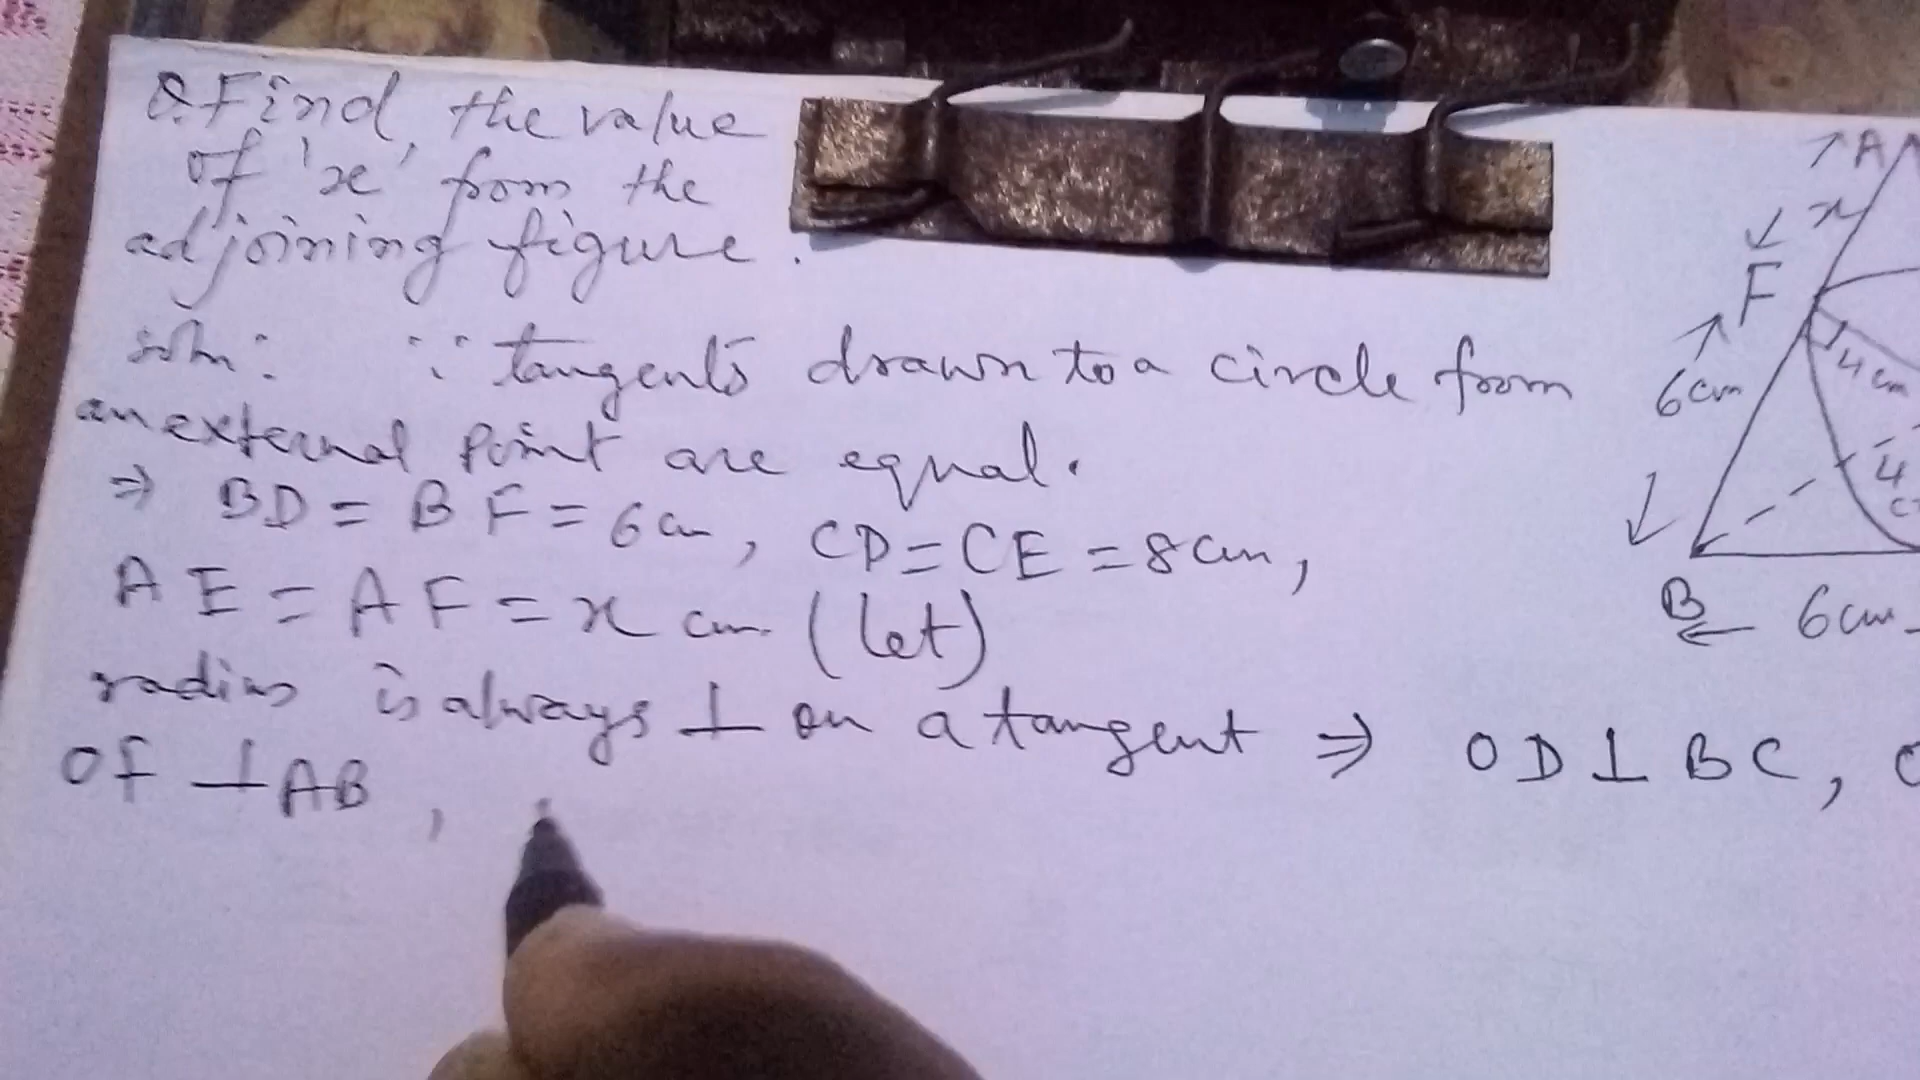 Q. Find, the value
of 'x' from the
adjoining figure.
soln: ∵ tangents drawn to a circle from
an external point are equal.
⇒ BD = BF = 6cm, CD = CE = 8cm,
AE = AF = x cm (let)
radius is always ⊥ on a tangent ⇒ OD ⊥ BC,
OF ⊥ AB,
A
x
F
6cm
4cm
4
B
6cm